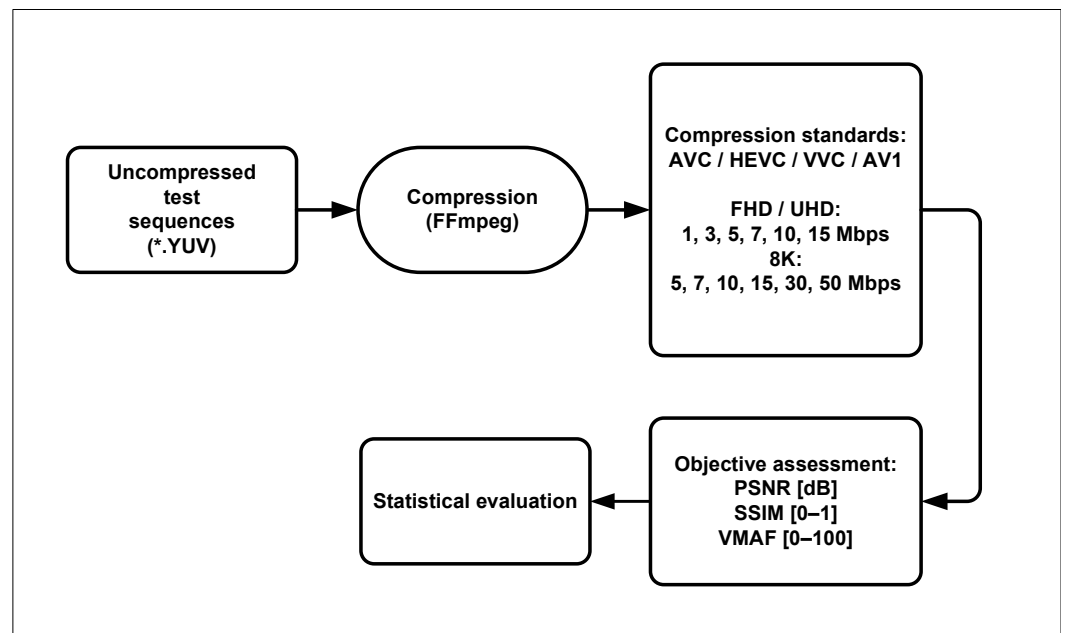 Uncompressed
test
sequences
(*.YUV)
Compression
(FFmpeg)
Compression standards:
AVC / HEVC / VVC / AV1
FHD / UHD:
1, 3, 5, 7, 10, 15 Mbps
8K:
5, 7, 10, 15, 30, 50 Mbps
Objective assessment:
PSNR [dB]
SSIM [0–1]
VMAF [0–100]
Statistical evaluation